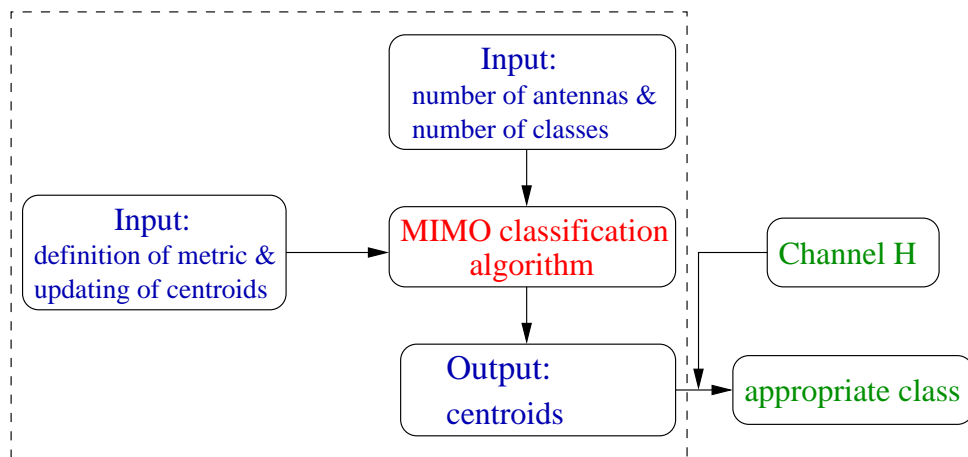 Input:
number of antennas &
number of classes
Input:
definition of metric &
updating of centroids
MIMO classification
algorithm
Channel H
Output:
centroids
appropriate class